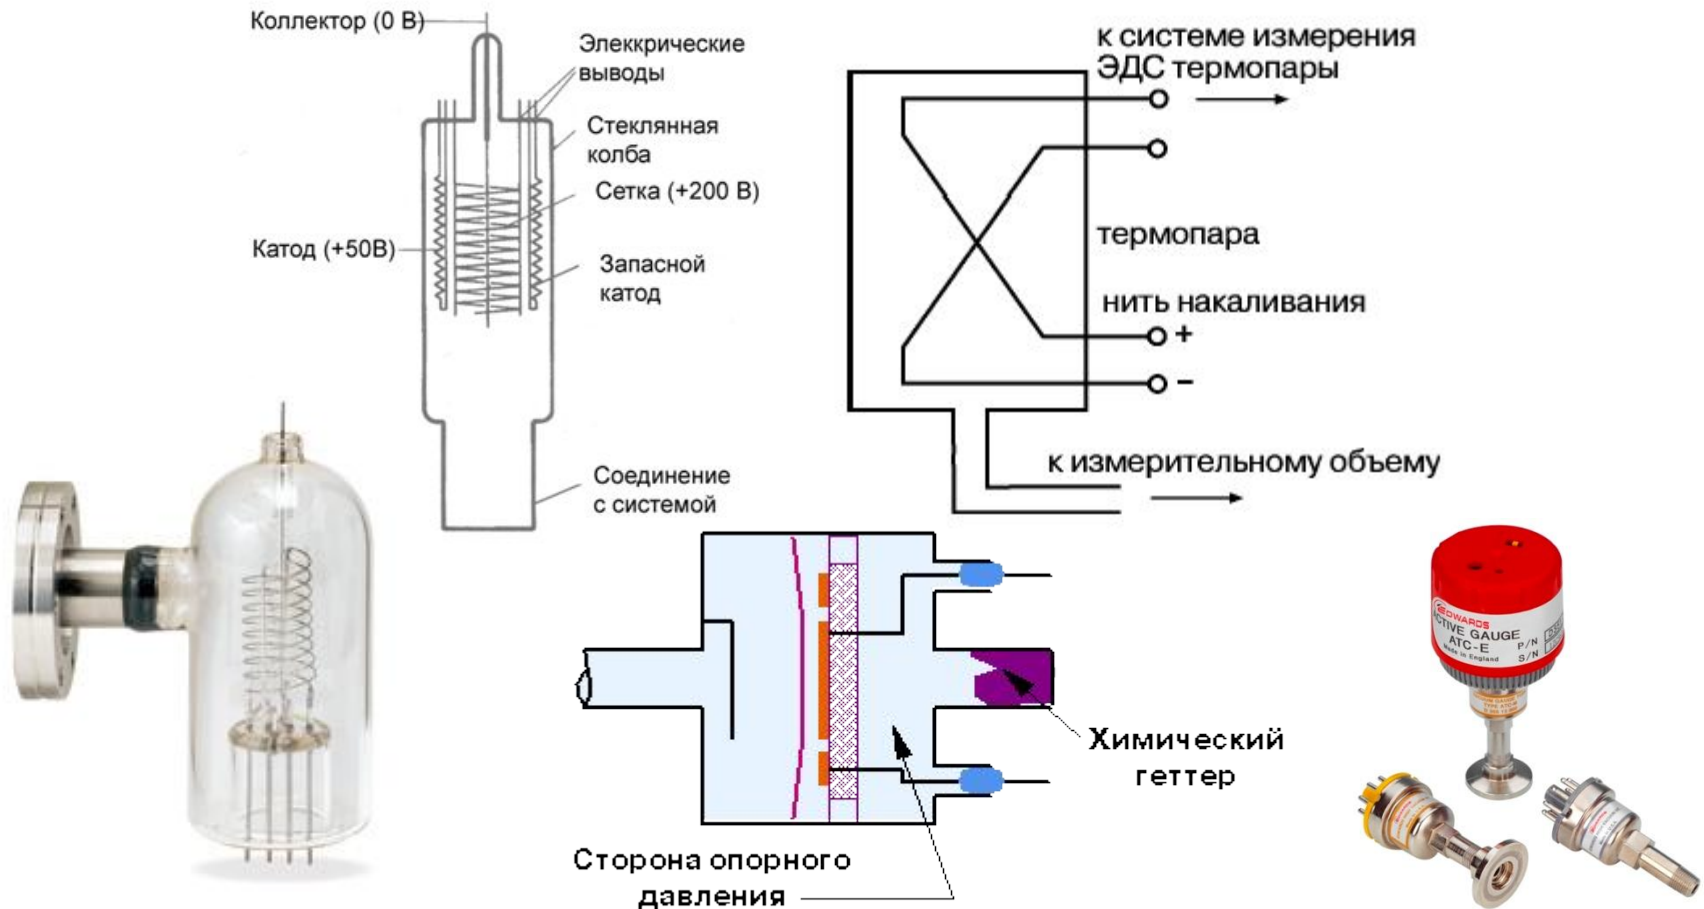 Коллектор (0 В)
Элеккрические
выводы
Стеклянная
колба
Сетка (+200 В)
Катод (+50В)
Запасной
катод
Соединение
с системой
к системе измерения
ЭДС термопары
термопара
нить накаливания
+
−
к измерительному объему
Химический
геттер
Сторона опорного
давления
EDWARDS
ACTIVE GAUGE
ATC-E
P/N
Made in England
S/N